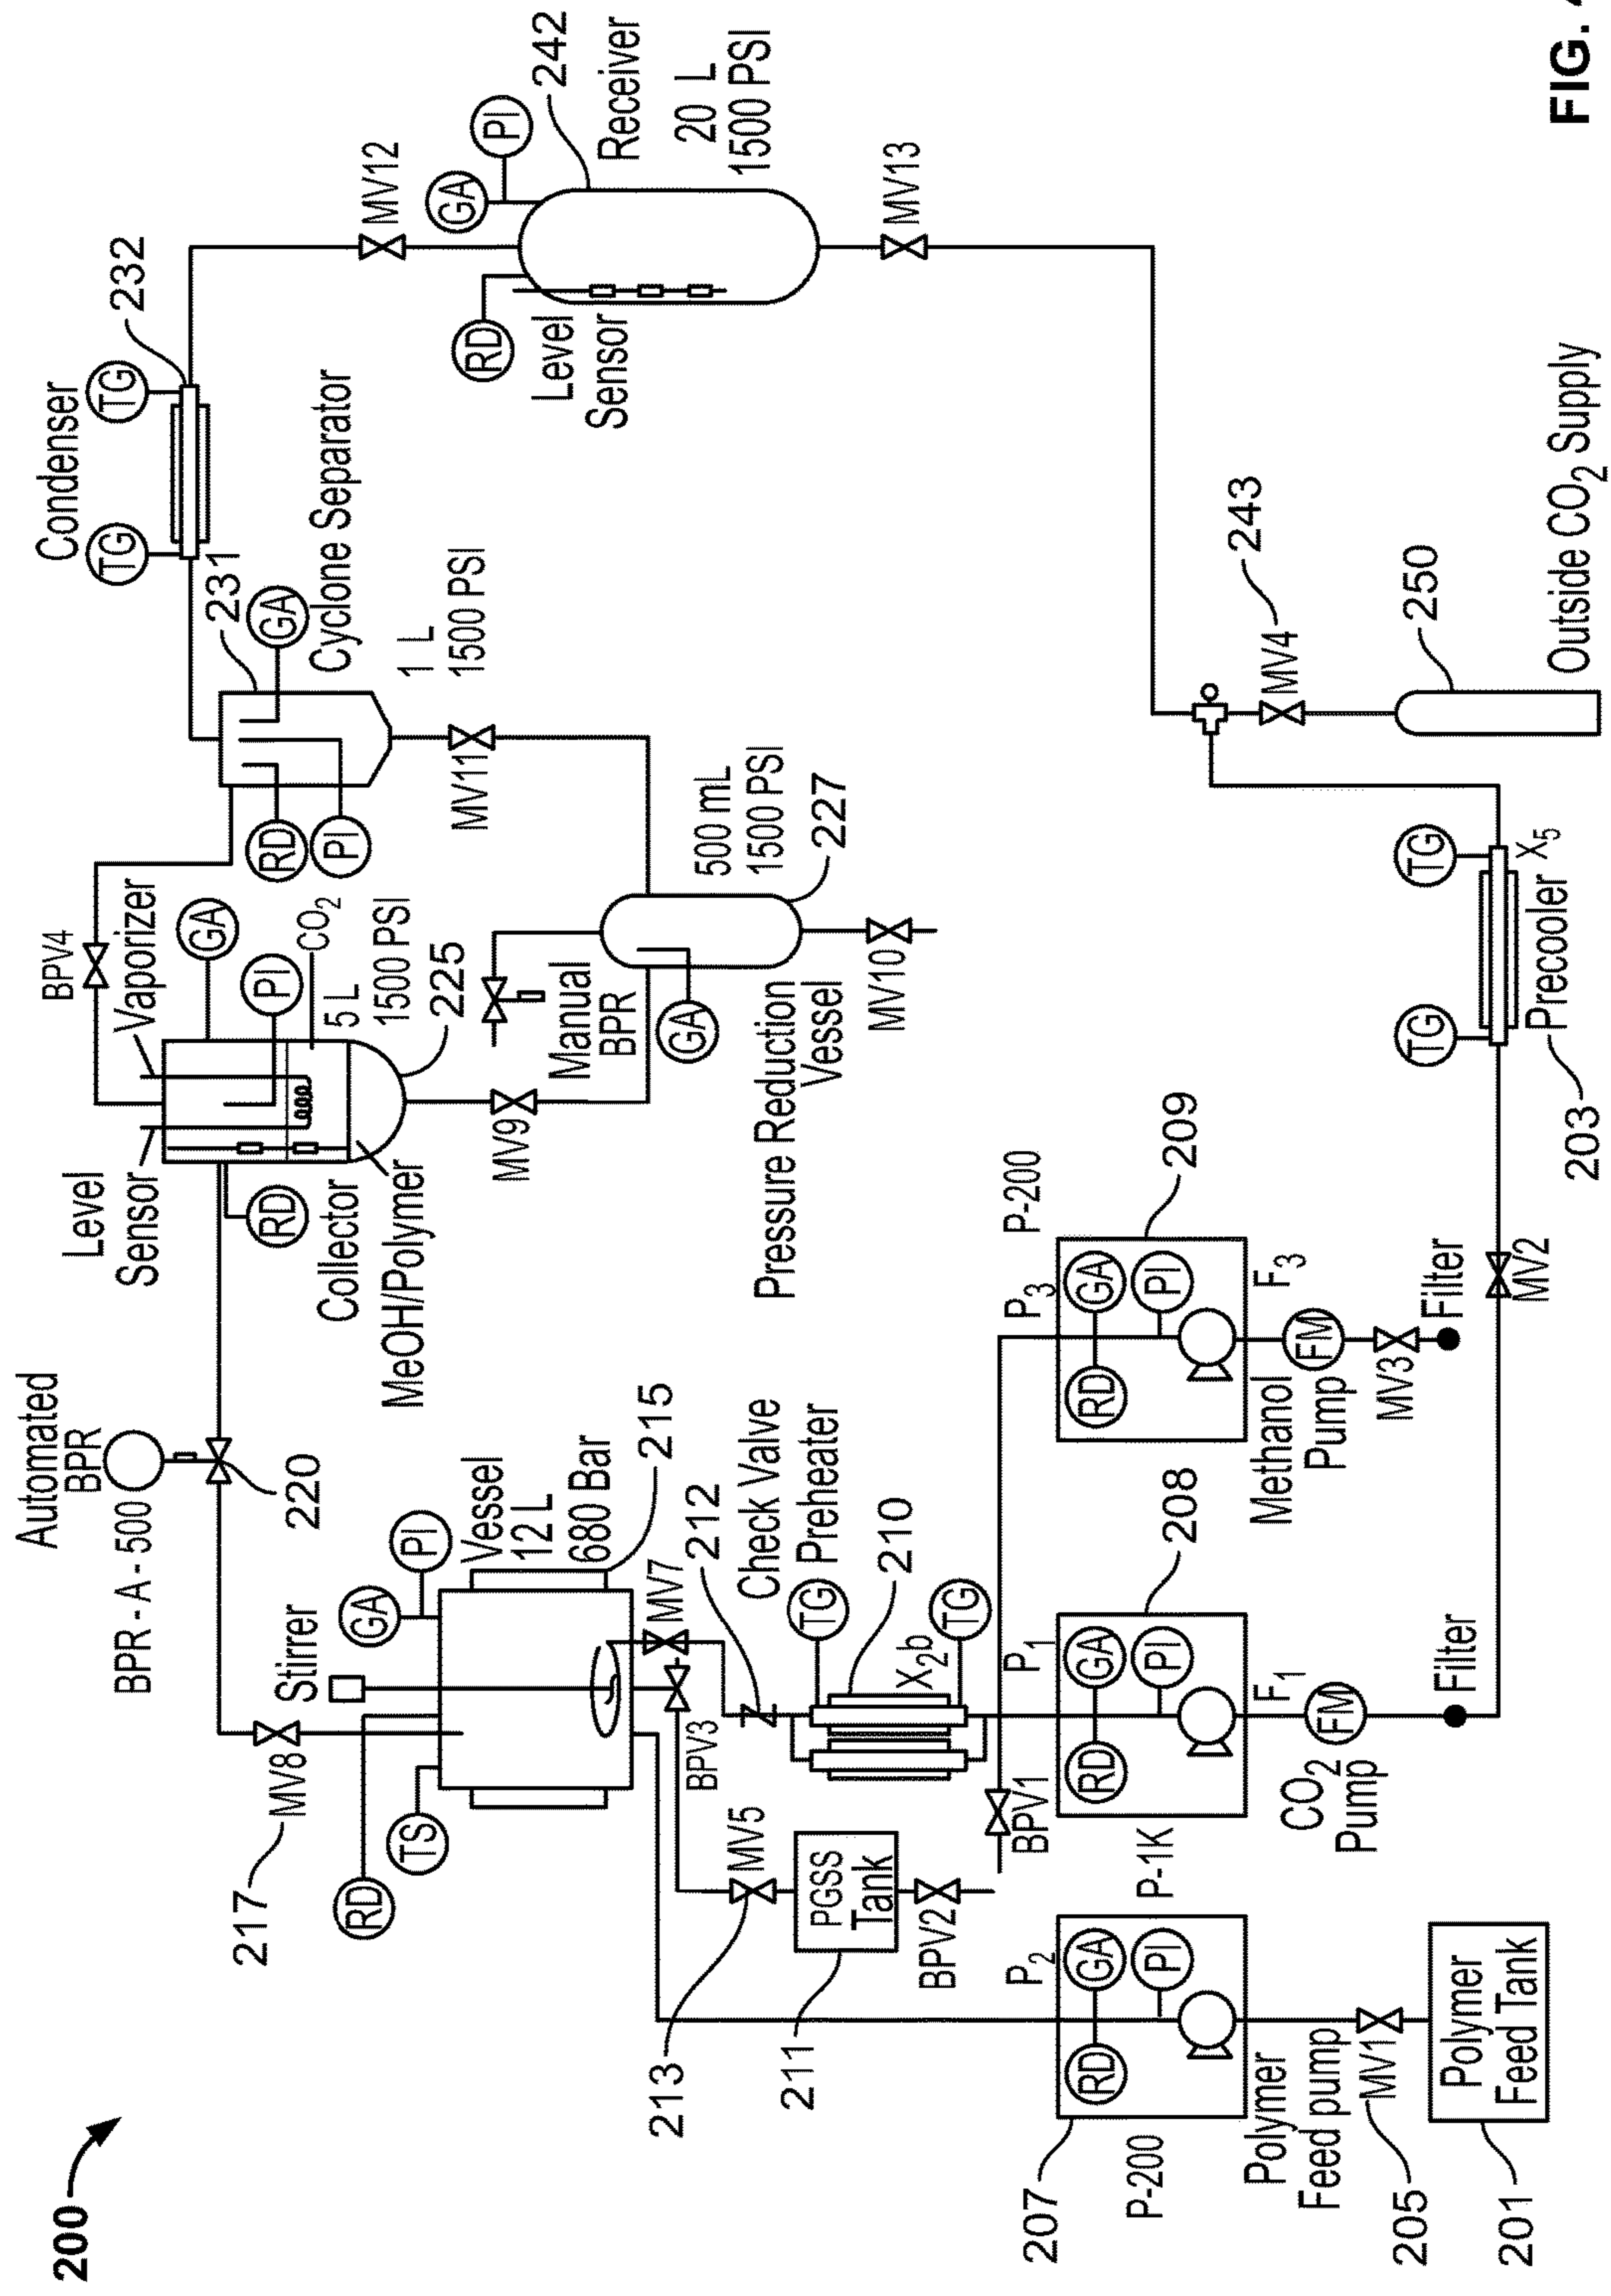 200
Automated
BPR
BPR - A - 500
220
Level
Sensor
Vaporizer
BPV4
GA
PI
CO2
5 L
1500 PSI
225
RD
Collector
MeOH/Polymer
Condenser
TG
TG
232
231
GA
Cyclone Separator
1 L
1500 PSI
RD
PI
MV11
MV12
GA
PI
242
Receiver
20 L
1500 PSI
RD
Level
Sensor
MV13
217
MV8
Stirrer
GA
PI
Vessel
12 L
680 Bar
215
RD
TS
MV7
BPV3
212
Check Valve
MV9
Manual
BPR
GA
500 mL
1500 PSI
227
Pressure Reduction
Vessel
MV10
213
MV5
211
PGSS
Tank
BPV2
TG
Preheater
210
X2b
TG
BPV1
P2
GA
PI
RD
207
P-200
Polymer
Feed pump
MV1
205
Polymer
Feed Tank
201
P-1K
P1
GA
PI
RD
208
CO2
Pump
F1
FM
Filter
P3
P-200
GA
PI
RD
209
Methanol
Pump
F3
FM
MV3
Filter
MV2
TG
TG
X5
Precooler
203
MV4
243
250
Outside CO2 Supply
FIG.